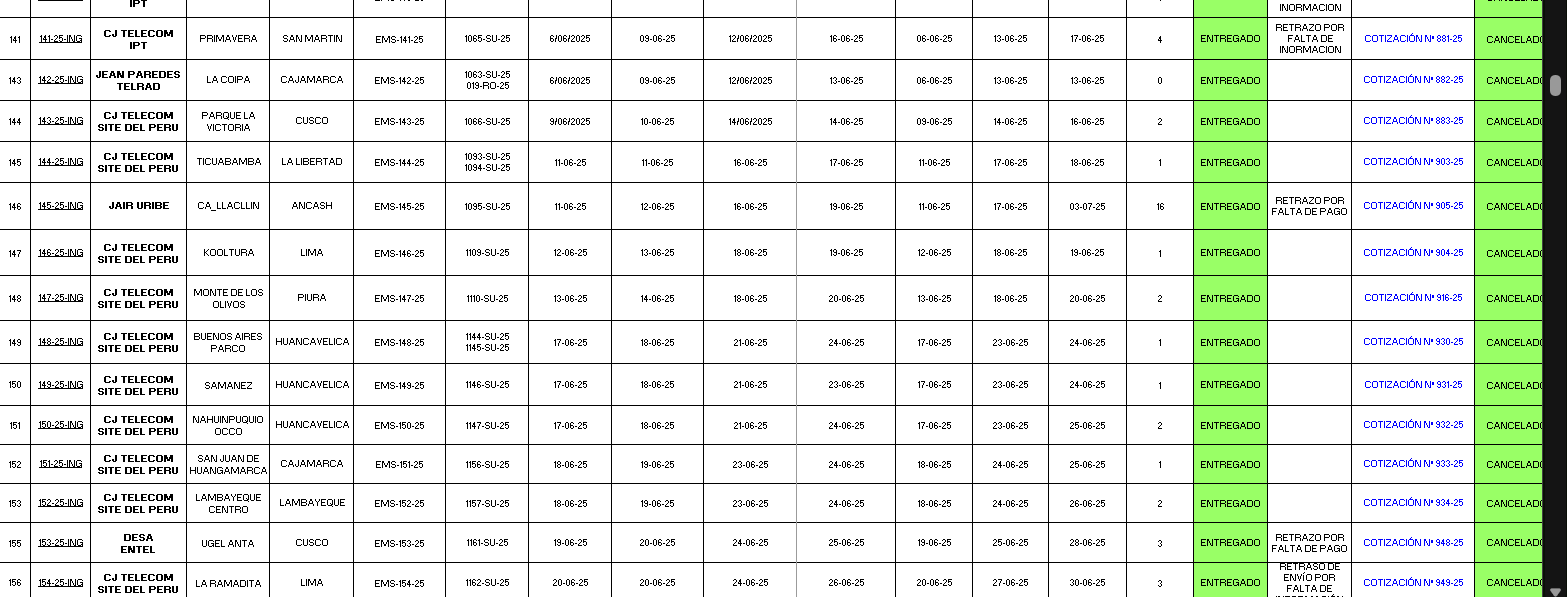 IPT INORMACION
141 141-25-ING CJ TELECOM IPT PRIMAVERA SAN MARTIN EMS-141-25 1065-SU-25 6/06/2025 09-06-25 12/06/2025 16-06-25 06-06-25 13-06-25 17-06-25 4 ENTREGADO RETRAZO POR FALTA DE INORMACION COTIZACIÓN Nº 881-25 CANCELADO
143 142-25-ING JEAN PAREDES TELRAD LA COIPA CAJAMARCA EMS-142-25 1063-SU-25 019-RO-25 6/06/2025 09-06-25 12/06/2025 13-06-25 06-06-25 13-06-25 13-06-25 0 ENTREGADO COTIZACIÓN Nº 882-25 CANCELADO
144 143-25-ING CJ TELECOM SITE DEL PERU PARQUE LA VICTORIA CUSCO EMS-143-25 1066-SU-25 9/06/2025 10-06-25 14/06/2025 14-06-25 09-06-25 14-06-25 16-06-25 2 ENTREGADO COTIZACIÓN Nº 883-25 CANCELADO
145 144-25-ING CJ TELECOM SITE DEL PERU TICUABAMBA LA LIBERTAD EMS-144-25 1093-SU-25 1094-SU-25 11-06-25 11-06-25 16-06-25 17-06-25 11-06-25 17-06-25 18-06-25 1 ENTREGADO COTIZACIÓN Nº 903-25 CANCELADO
146 145-25-ING JAIR URIBE CA_LLACLLIN ANCASH EMS-145-25 1095-SU-25 11-06-25 12-06-25 16-06-25 19-06-25 11-06-25 17-06-25 03-07-25 16 ENTREGADO RETRAZO POR FALTA DE PAGO COTIZACIÓN Nº 905-25 CANCELADO
147 146-25-ING CJ TELECOM SITE DEL PERU KOOLTURA LIMA EMS-146-25 1109-SU-25 12-06-25 13-06-25 18-06-25 19-06-25 12-06-25 18-06-25 19-06-25 1 ENTREGADO COTIZACIÓN Nº 904-25 CANCELADO
148 147-25-ING CJ TELECOM SITE DEL PERU MONTE DE LOS OLIVOS PIURA EMS-147-25 1110-SU-25 13-06-25 14-06-25 18-06-25 20-06-25 13-06-25 18-06-25 20-06-25 2 ENTREGADO COTIZACIÓN Nº 916-25 CANCELADO
149 148-25-ING CJ TELECOM SITE DEL PERU BUENOS AIRES PARCO HUANCAVELICA EMS-148-25 1144-SU-25 1145-SU-25 17-06-25 18-06-25 21-06-25 24-06-25 17-06-25 23-06-25 24-06-25 1 ENTREGADO COTIZACIÓN Nº 930-25 CANCELADO
150 149-25-ING CJ TELECOM SITE DEL PERU SAMANEZ HUANCAVELICA EMS-149-25 1146-SU-25 17-06-25 18-06-25 21-06-25 23-06-25 17-06-25 23-06-25 24-06-25 1 ENTREGADO COTIZACIÓN Nº 931-25 CANCELADO
151 150-25-ING CJ TELECOM SITE DEL PERU NAHUINPUQUIO OCCO HUANCAVELICA EMS-150-25 1147-SU-25 17-06-25 18-06-25 21-06-25 24-06-25 17-06-25 23-06-25 25-06-25 2 ENTREGADO COTIZACIÓN Nº 932-25 CANCELADO
152 151-25-ING CJ TELECOM SITE DEL PERU SAN JUAN DE HUANGAMARCA CAJAMARCA EMS-151-25 1156-SU-25 18-06-25 19-06-25 23-06-25 24-06-25 18-06-25 24-06-25 25-06-25 1 ENTREGADO COTIZACIÓN Nº 933-25 CANCELADO
153 152-25-ING CJ TELECOM SITE DEL PERU LAMBAYEQUE CENTRO LAMBAYEQUE EMS-152-25 1157-SU-25 18-06-25 19-06-25 23-06-25 24-06-25 18-06-25 24-06-25 26-06-25 2 ENTREGADO COTIZACIÓN Nº 934-25 CANCELADO
155 153-25-ING DESA ENTEL UGEL ANTA CUSCO EMS-153-25 1161-SU-25 19-06-25 20-06-25 24-06-25 25-06-25 19-06-25 25-06-25 28-06-25 3 ENTREGADO RETRAZO POR FALTA DE PAGO COTIZACIÓN Nº 948-25 CANCELADO
156 154-25-ING CJ TELECOM SITE DEL PERU LA RAMADITA LIMA EMS-154-25 1162-SU-25 20-06-25 20-06-25 24-06-25 26-06-25 20-06-25 27-06-25 30-06-25 3 ENTREGADO RETRASO DE ENVÍO POR FALTA DE COTIZACIÓN Nº 949-25 CANCELADO